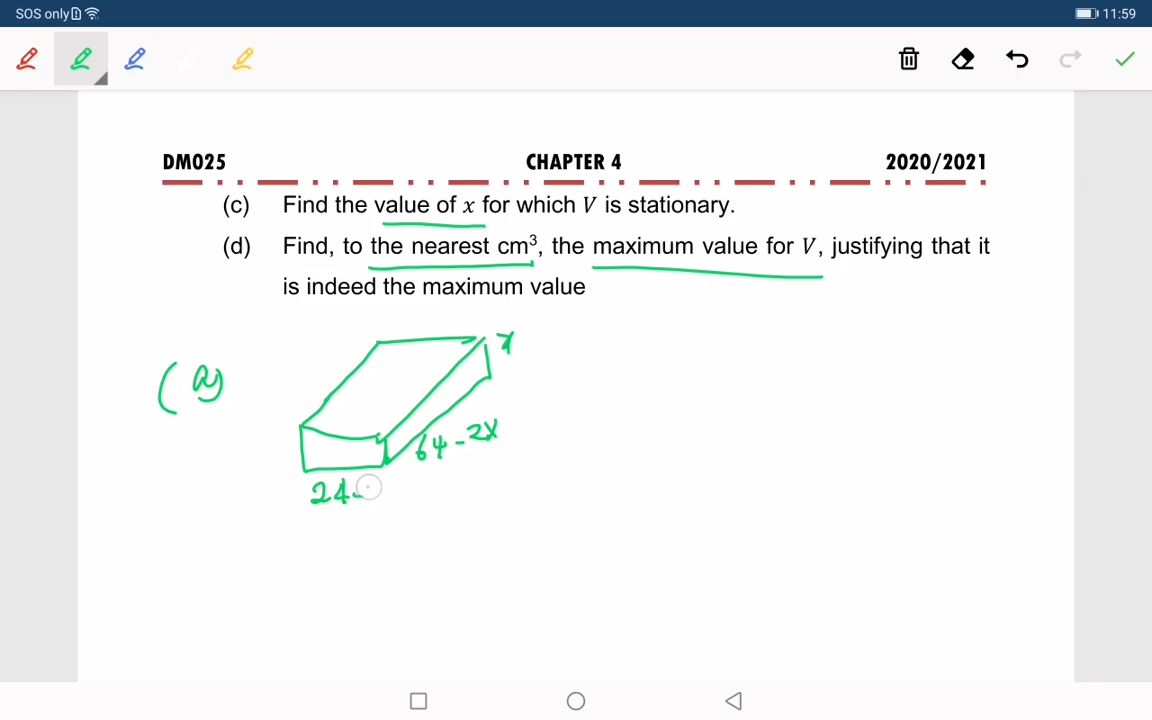 SOS only 11:59
DM025 CHAPTER 4 2020/2021
(c) Find the value of x for which V is stationary.
(d) Find, to the nearest cm³, the maximum value for V, justifying that it
is indeed the maximum value
x
(a)
64-2x
24-